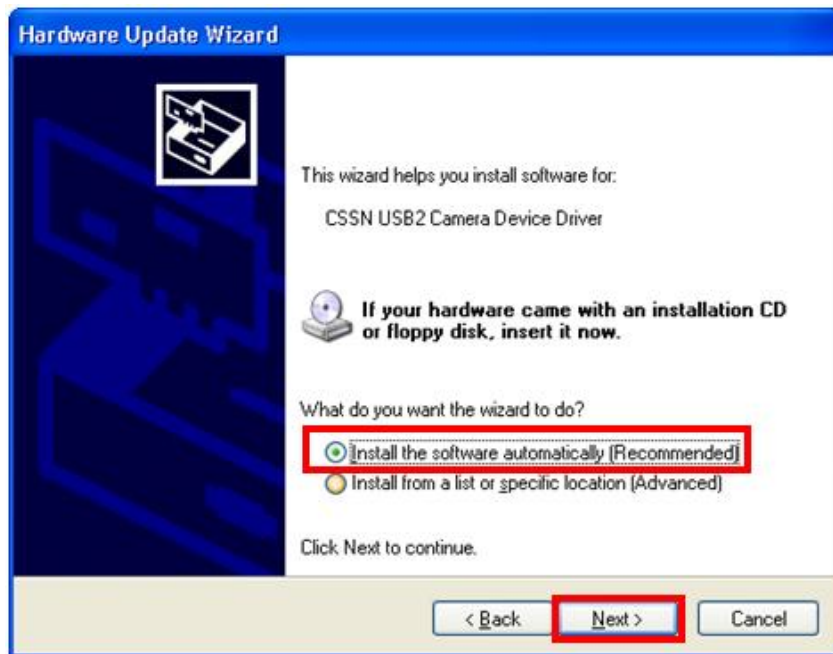 Hardware Update Wizard
This wizard helps you install software for:
CSSN USB2 Camera Device Driver
If your hardware came with an installation CD
or floppy disk, insert it now.
What do you want the wizard to do?
Install the software automatically (Recommended)
Install from a list or specific location (Advanced)
Click Next to continue.
< Back
Next >
Cancel